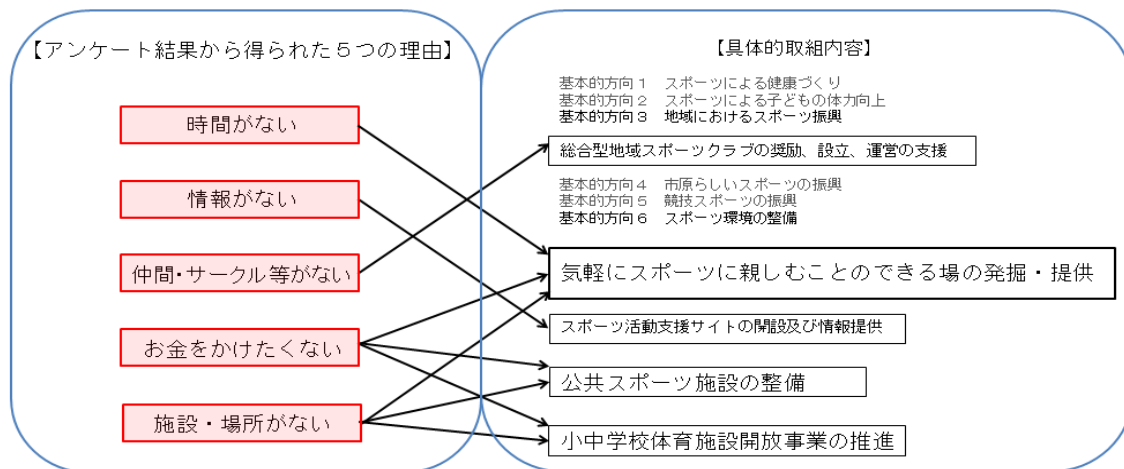 【アンケート結果から得られた５つの理由】
時間がない
情報がない
仲間・サークル等がない
お金をかけたくない
施設・場所がない
【具体的取組内容】
基本的方向１　スポーツによる健康づくり
基本的方向２　スポーツによる子どもの体力向上
基本的方向３　地域におけるスポーツ振興
総合型地域スポーツクラブの奨励、設立、運営の支援
基本的方向４　市原らしいスポーツの振興
基本的方向５　競技スポーツの振興
基本的方向６　スポーツ環境の整備
気軽にスポーツに親しむことのできる場の発掘・提供
スポーツ活動支援サイトの開設及び情報提供
公共スポーツ施設の整備
小中学校体育施設開放事業の推進